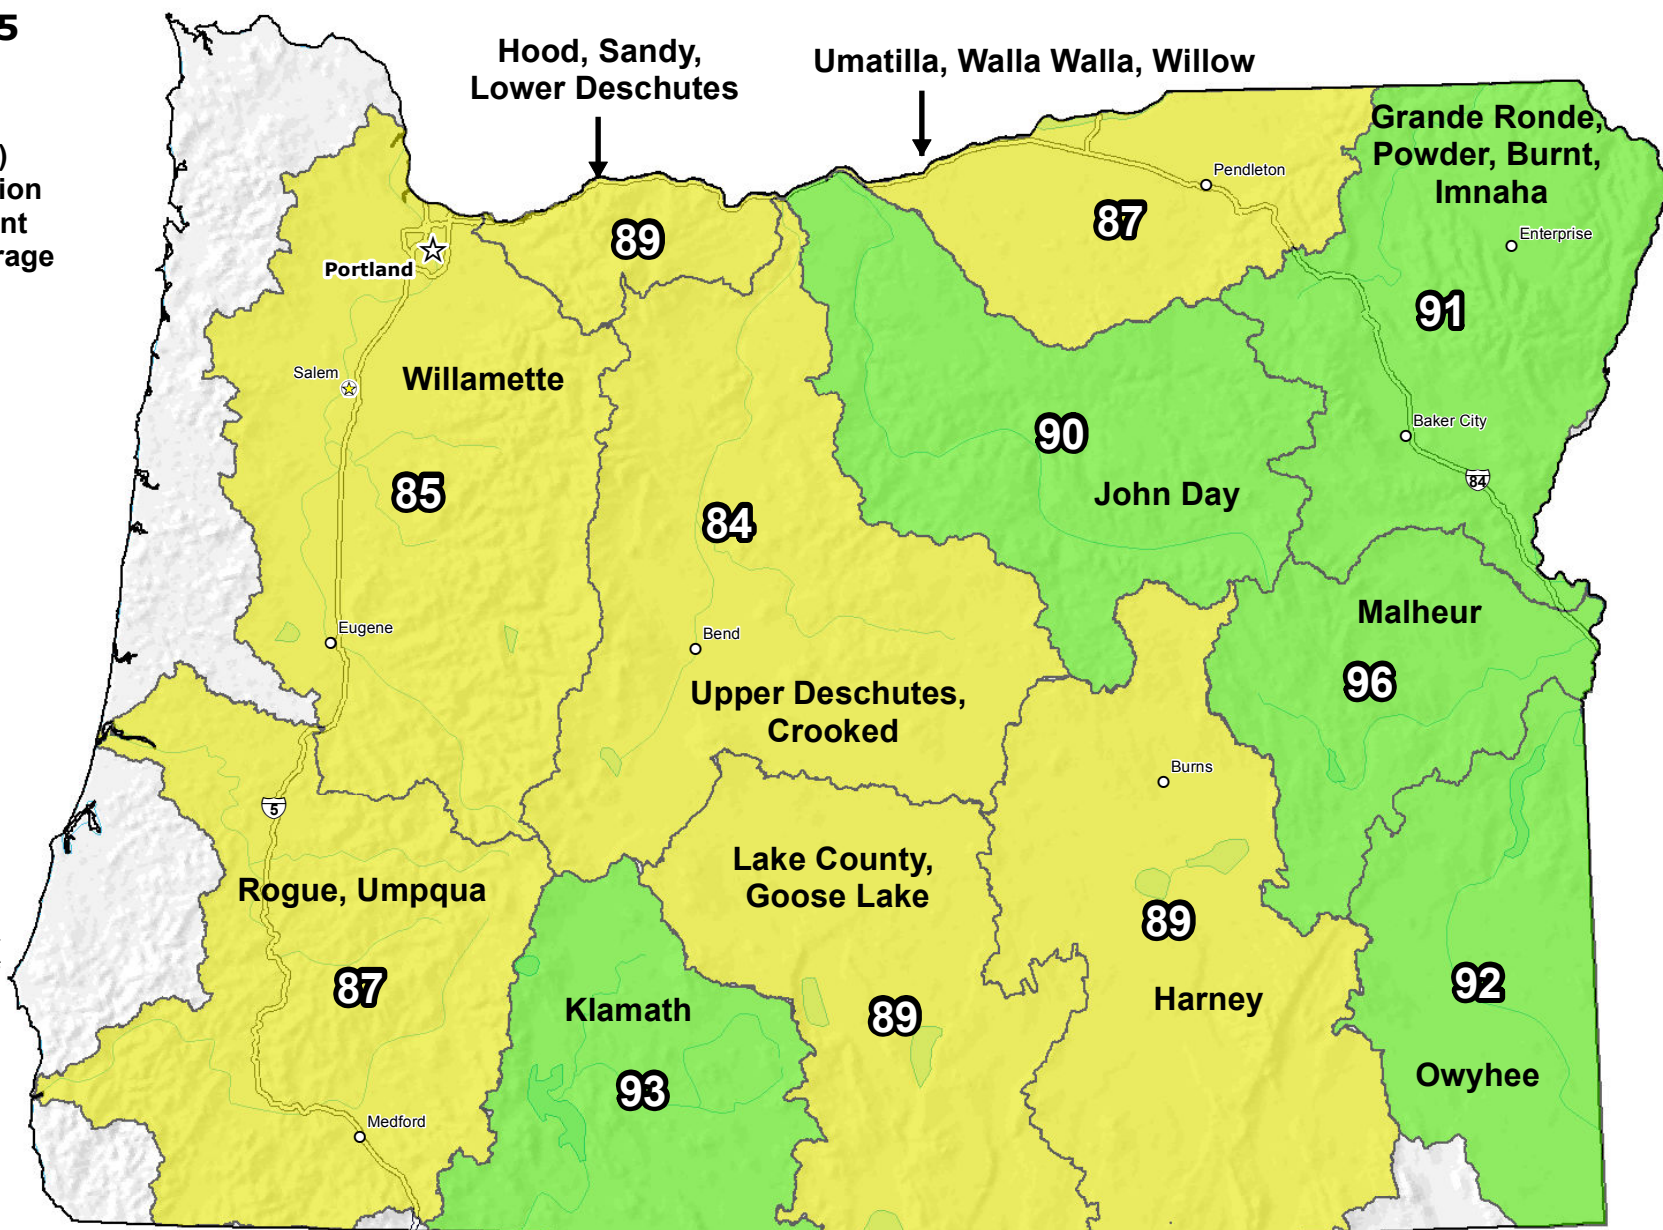 5
)
ion
nt
rage
Hood, Sandy,
Lower Deschutes
Umatilla, Walla Walla, Willow
Grande Ronde,
Powder, Burnt,
Imnaha
Pendleton
Enterprise
87
89
Portland
91
Salem
Willamette
Baker City
90
84
85
John Day
84
Malheur
Eugene
Bend
96
Upper Deschutes,
Crooked
Burns
5
Lake County,
Goose Lake
Rogue, Umpqua
89
87
Klamath
Harney
92
89
93
Owyhee
Medford